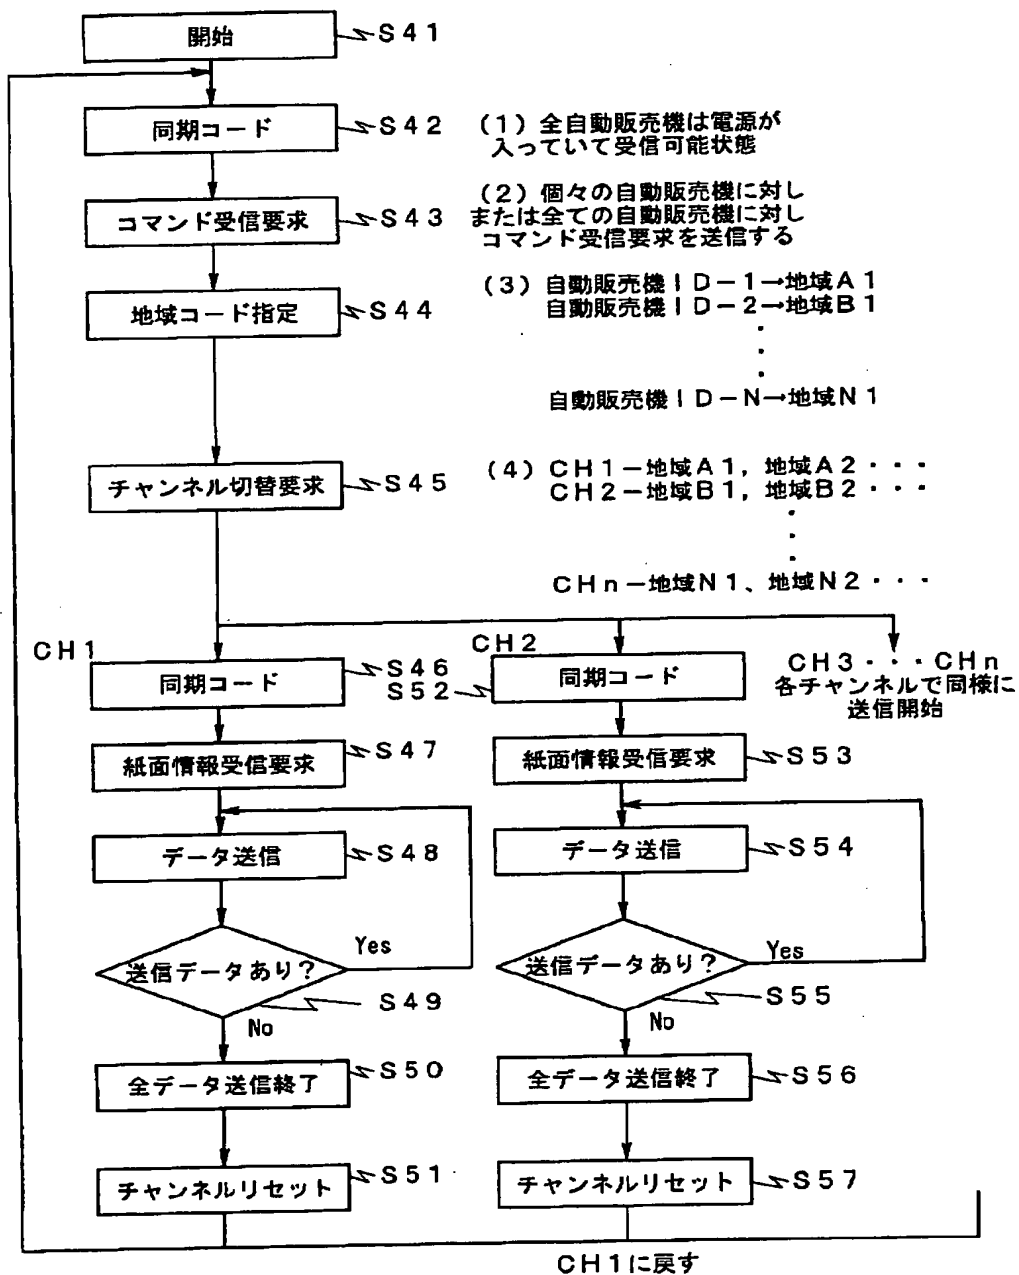 開始 S41
同期コード S42
(1)全自動販売機は電源が
入っていて受信可能状態
コマンド受信要求 S43
(2)個々の自動販売機に対し
または全ての自動販売機に対し
コマンド受信要求を送信する
地域コード指定 S44
(3)自動販売機ID-1→地域A1
自動販売機ID-2→地域B1
・
・
・
自動販売機ID-N→地域N1
チャンネル切替要求 S45
(4)CH1-地域A1,地域A2・・・
CH2-地域B1,地域B2・・・
・
・
・
CHn-地域N1、地域N2・・・
CH1
同期コード S46
紙面情報受信要求 S47
データ送信 S48
送信データあり? S49
Yes
No
全データ送信終了 S50
チャンネルリセット S51
CH2
同期コード S52
紙面情報受信要求 S53
データ送信 S54
送信データあり? S55
Yes
No
全データ送信終了 S56
チャンネルリセット S57
CH3・・・CHn
各チャンネルで同様に
送信開始
CH1に戻す